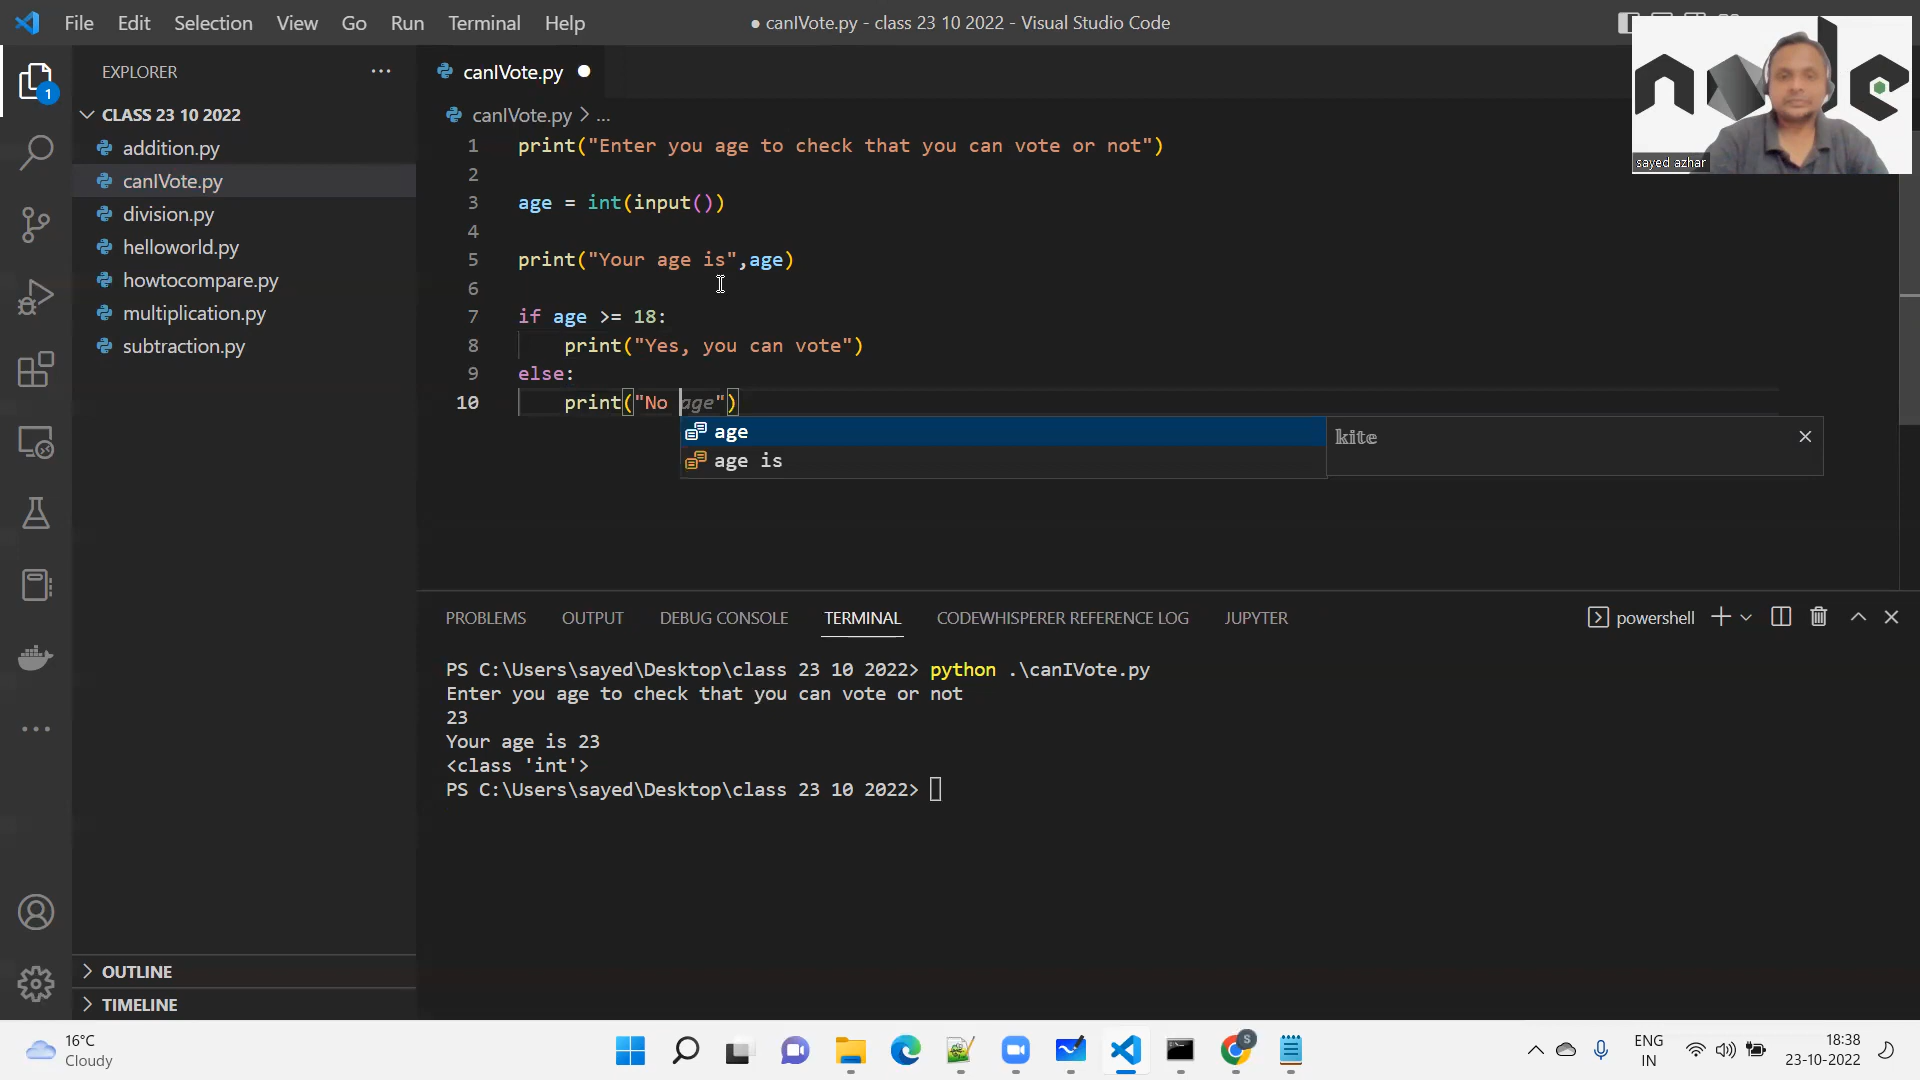 File Edit Selection View Go Run Terminal Help
● canIVote.py - class 23 10 2022 - Visual Studio Code
EXPLORER
1
CLASS 23 10 2022
addition.py
canIVote.py
division.py
helloworld.py
howtocompare.py
multiplication.py
subtraction.py
OUTLINE
TIMELINE
canIVote.py
canIVote.py > ...
1 print("Enter you age to check that you can vote or not")
2
3 age = int(input())
4
5 print("Your age is",age)
6
7 if age >= 18:
8 print("Yes, you can vote")
9 else:
10 print("No age")
age
age is
kite
node
sayed azhar
PROBLEMS OUTPUT DEBUG CONSOLE TERMINAL CODEWHISPERER REFERENCE LOG JUPYTER
powershell
PS C:\Users\sayed\Desktop\class 23 10 2022> python .\canIVote.py
Enter you age to check that you can vote or not
23
Your age is 23
<class 'int'>
PS C:\Users\sayed\Desktop\class 23 10 2022>
16°C
Cloudy
S
ENG
IN
18:38
23-10-2022